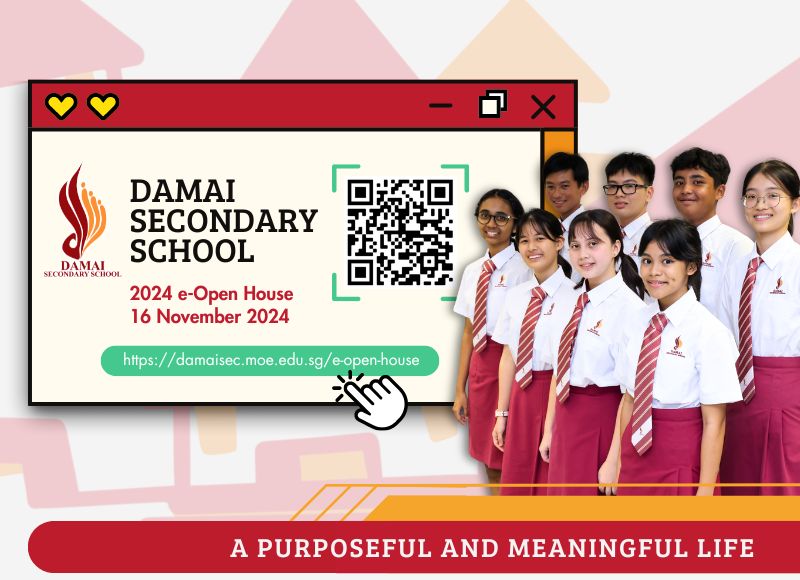 DAMAI
SECONDARY
SCHOOL
DAMAI
SECONDARY SCHOOL
2024 e-Open House
16 November 2024
https://damaisec.moe.edu.sg/e-open-house
DAMAI
A PURPOSEFUL AND MEANINGFUL LIFE